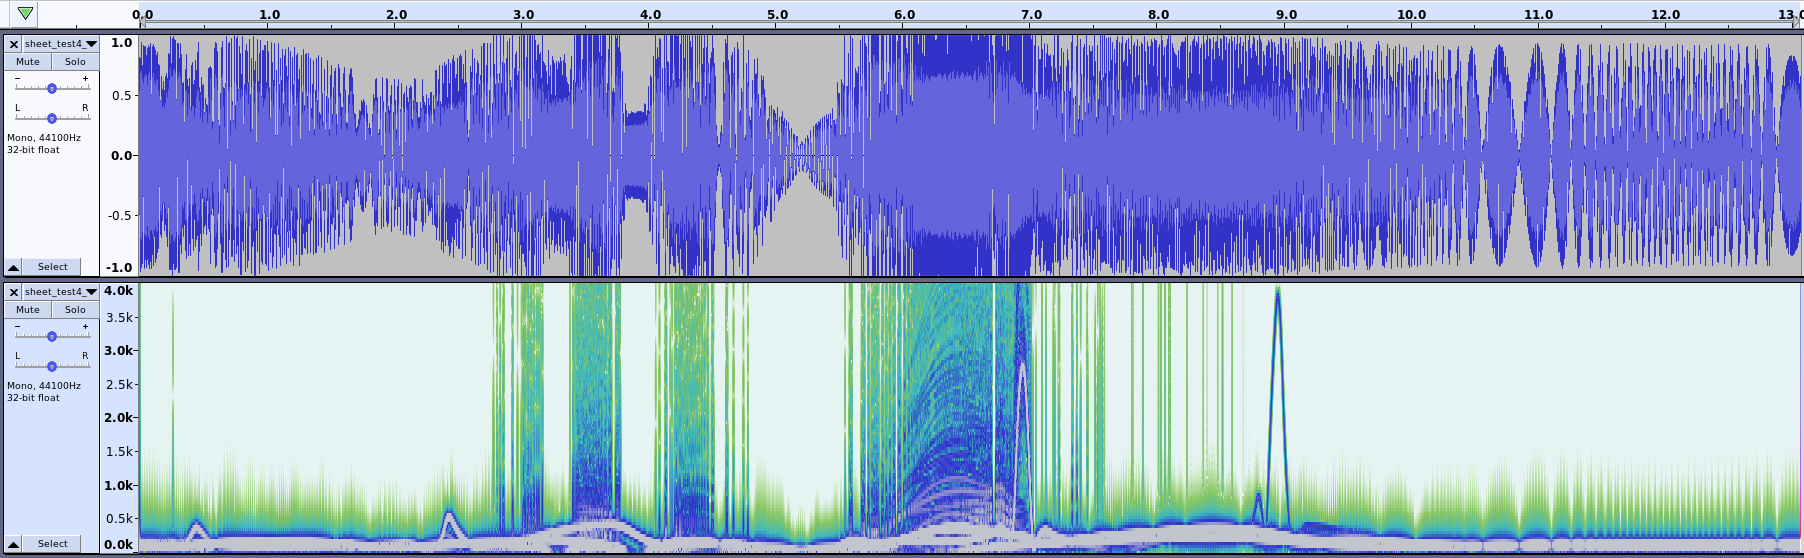 0.0 1.0 2.0 3.0 4.0 5.0 6.0 7.0 8.0 9.0 10.0 11.0 12.0 13.0
sheet_test4_
Mute Solo
- +
L R
Mono, 44100Hz
32-bit float
Select
1.0
0.5
0.0
-0.5
-1.0
sheet_test4_
Mute Solo
- +
L R
Mono, 44100Hz
32-bit float
Select
4.0k
3.5k
3.0k
2.5k
2.0k
1.5k
1.0k
0.5k
0.0k